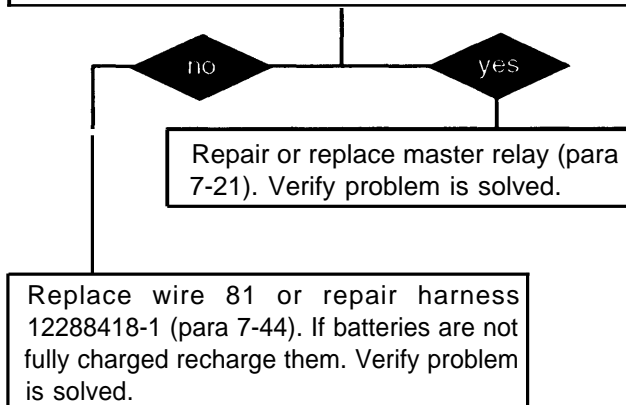 no
yes
Repair or replace master relay (para
7-21). Verify problem is solved.
Replace wire 81 or repair harness
12288418-1 (para 7-44). If batteries are not
fully charged recharge them. Verify problem
is solved.